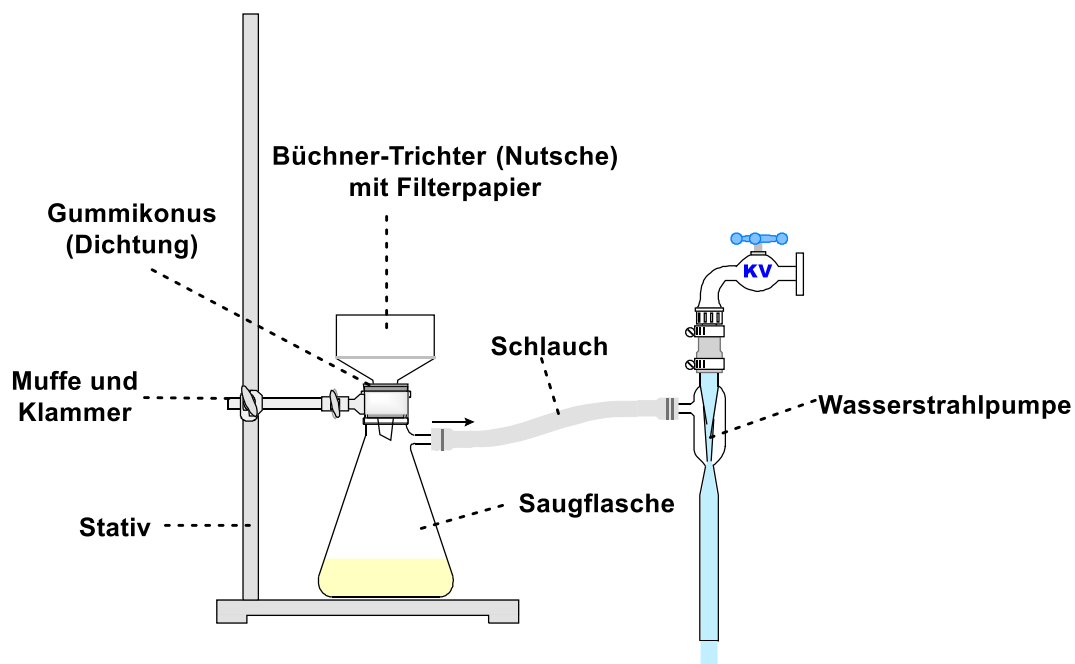 Büchner-Trichter (Nutsche)
mit Filterpapier
Gummikonus
(Dichtung)
KV
Schlauch
Muffe und
Klammer
Wasserstrahlpumpe
Saugflasche
Stativ